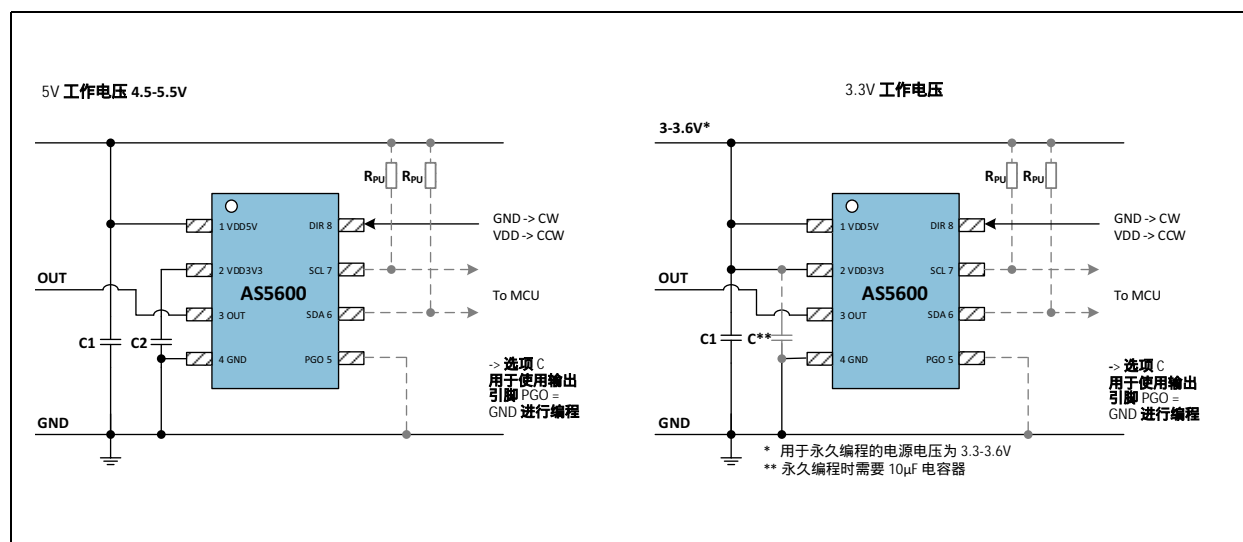 5V 工作电压 4.5-5.5V
R_PU R_PU
1 VDD5V
DIR 8
GND -> CW
VDD -> CCW
2 VDD3V3
SCL 7
OUT
AS5600
To MCU
3 OUT
SDA 6
C1
C2
4 GND
PGO 5
-> 选项 C
用于使用输出
引脚 PGO =
GND 进行编程
GND
3.3V 工作电压
3-3.6V*
R_PU R_PU
1 VDD5V
DIR 8
GND -> CW
VDD -> CCW
2 VDD3V3
SCL 7
OUT
AS5600
To MCU
3 OUT
SDA 6
C1
C**
4 GND
PGO 5
-> 选项 C
用于使用输出
引脚 PGO =
GND 进行编程
GND
* 用于永久编程的电源电压为 3.3-3.6V
** 永久编程时需要 10µF 电容器